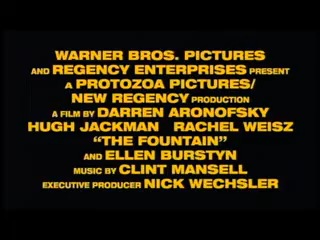 WARNER BROS. PICTURES
AND REGENCY ENTERPRISES PRESENT
A PROTOZOA PICTURES/
NEW REGENCY PRODUCTION
A FILM BY DARREN ARONOFSKY
HUGH JACKMAN RACHEL WEISZ
“THE FOUNTAIN”
AND ELLEN BURSTYN
MUSIC BY CLINT MANSELL
EXECUTIVE PRODUCER NICK WECHSLER